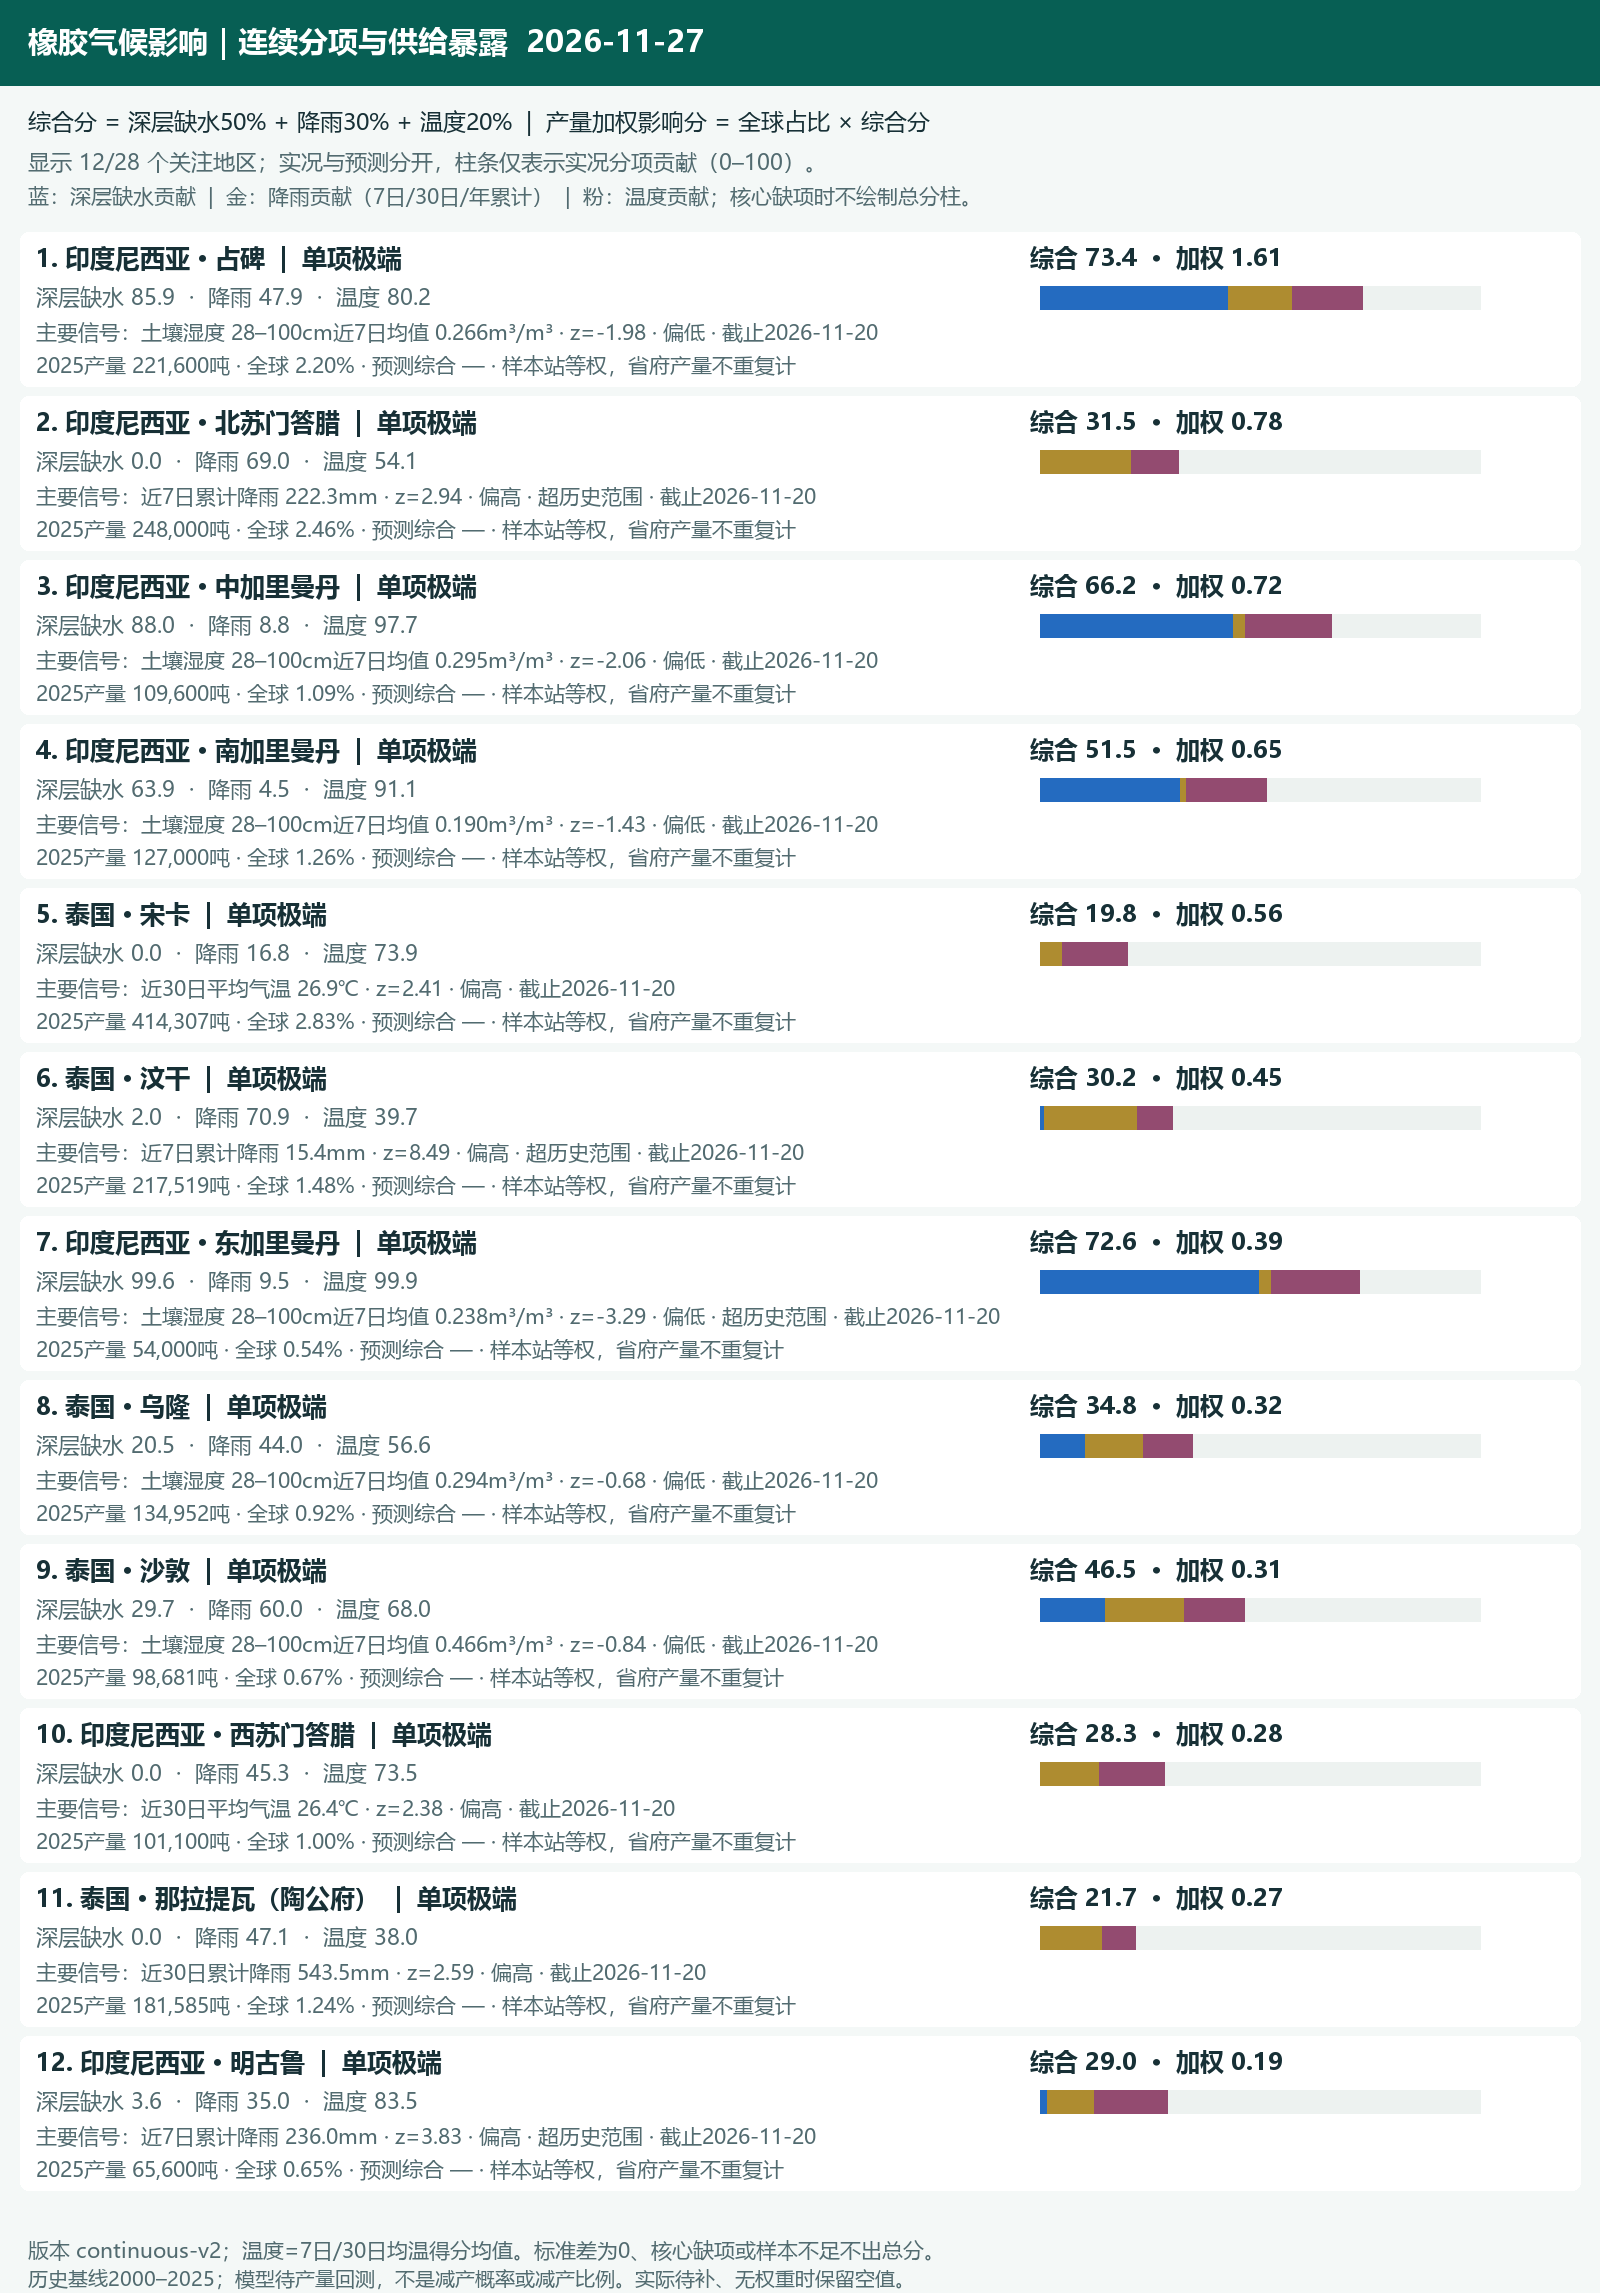 橡胶气候影响 | 连续分项与供给暴露 2026-11-27
综合分 = 深层缺水50% + 降雨30% + 温度20% | 产量加权影响分 = 全球占比 × 综合分
显示 12/28 个关注地区；实况与预测分开，柱条仅表示实况分项贡献（0–100）。
蓝：深层缺水贡献 | 金：降雨贡献（7日/30日/年累计） | 粉：温度贡献；核心缺项时不绘制总分柱。
1. 印度尼西亚 • 占碑 | 单项极端
综合 73.4 • 加权 1.61
深层缺水 85.9 · 降雨 47.9 · 温度 80.2
主要信号：土壤湿度 28–100cm近7日均值 0.266m³/m³ · z=-1.98 · 偏低 · 截止2026-11-20
2025产量 221,600吨 · 全球 2.20% · 预测综合 — · 样本站等权，省府产量不重复计
2. 印度尼西亚 • 北苏门答腊 | 单项极端
综合 31.5 • 加权 0.78
深层缺水 0.0 · 降雨 69.0 · 温度 54.1
主要信号：近7日累计降雨 222.3mm · z=2.94 · 偏高 · 超历史范围 · 截止2026-11-20
2025产量 248,000吨 · 全球 2.46% · 预测综合 — · 样本站等权，省府产量不重复计
3. 印度尼西亚 • 中加里曼丹 | 单项极端
综合 66.2 • 加权 0.72
深层缺水 88.0 · 降雨 8.8 · 温度 97.7
主要信号：土壤湿度 28–100cm近7日均值 0.295m³/m³ · z=-2.06 · 偏低 · 截止2026-11-20
2025产量 109,600吨 · 全球 1.09% · 预测综合 — · 样本站等权，省府产量不重复计
4. 印度尼西亚 • 南加里曼丹 | 单项极端
综合 51.5 • 加权 0.65
深层缺水 63.9 · 降雨 4.5 · 温度 91.1
主要信号：土壤湿度 28–100cm近7日均值 0.190m³/m³ · z=-1.43 · 偏低 · 截止2026-11-20
2025产量 127,000吨 · 全球 1.26% · 预测综合 — · 样本站等权，省府产量不重复计
5. 泰国 • 宋卡 | 单项极端
综合 19.8 • 加权 0.56
深层缺水 0.0 · 降雨 16.8 · 温度 73.9
主要信号：近30日平均气温 26.9℃ · z=2.41 · 偏高 · 截止2026-11-20
2025产量 414,307吨 · 全球 2.83% · 预测综合 — · 样本站等权，省府产量不重复计
6. 泰国 • 汶干 | 单项极端
综合 30.2 • 加权 0.45
深层缺水 2.0 · 降雨 70.9 · 温度 39.7
主要信号：近7日累计降雨 15.4mm · z=8.49 · 偏高 · 超历史范围 · 截止2026-11-20
2025产量 217,519吨 · 全球 1.48% · 预测综合 — · 样本站等权，省府产量不重复计
7. 印度尼西亚 • 东加里曼丹 | 单项极端
综合 72.6 • 加权 0.39
深层缺水 99.6 · 降雨 9.5 · 温度 99.9
主要信号：土壤湿度 28–100cm近7日均值 0.238m³/m³ · z=-3.29 · 偏低 · 超历史范围 · 截止2026-11-20
2025产量 54,000吨 · 全球 0.54% · 预测综合 — · 样本站等权，省府产量不重复计
8. 泰国 • 乌隆 | 单项极端
综合 34.8 • 加权 0.32
深层缺水 20.5 · 降雨 44.0 · 温度 56.6
主要信号：土壤湿度 28–100cm近7日均值 0.294m³/m³ · z=-0.68 · 偏低 · 截止2026-11-20
2025产量 134,952吨 · 全球 0.92% · 预测综合 — · 样本站等权，省府产量不重复计
9. 泰国 • 沙敦 | 单项极端
综合 46.5 • 加权 0.31
深层缺水 29.7 · 降雨 60.0 · 温度 68.0
主要信号：土壤湿度 28–100cm近7日均值 0.466m³/m³ · z=-0.84 · 偏低 · 截止2026-11-20
2025产量 98,681吨 · 全球 0.67% · 预测综合 — · 样本站等权，省府产量不重复计
10. 印度尼西亚 • 西苏门答腊 | 单项极端
综合 28.3 • 加权 0.28
深层缺水 0.0 · 降雨 45.3 · 温度 73.5
主要信号：近30日平均气温 26.4℃ · z=2.38 · 偏高 · 截止2026-11-20
2025产量 101,100吨 · 全球 1.00% · 预测综合 — · 样本站等权，省府产量不重复计
11. 泰国 • 那拉提瓦（陶公府） | 单项极端
综合 21.7 • 加权 0.27
深层缺水 0.0 · 降雨 47.1 · 温度 38.0
主要信号：近30日累计降雨 543.5mm · z=2.59 · 偏高 · 截止2026-11-20
2025产量 181,585吨 · 全球 1.24% · 预测综合 — · 样本站等权，省府产量不重复计
12. 印度尼西亚 • 明古鲁 | 单项极端
综合 29.0 • 加权 0.19
深层缺水 3.6 · 降雨 35.0 · 温度 83.5
主要信号：近7日累计降雨 236.0mm · z=3.83 · 偏高 · 超历史范围 · 截止2026-11-20
2025产量 65,600吨 · 全球 0.65% · 预测综合 — · 样本站等权，省府产量不重复计
版本 continuous-v2；温度=7日/30日均温得分均值。标准差为0、核心缺项或样本不足不出总分。
历史基线2000–2025；模型待产量回测，不是减产概率或减产比例。实际待补、无权重时保留空值。